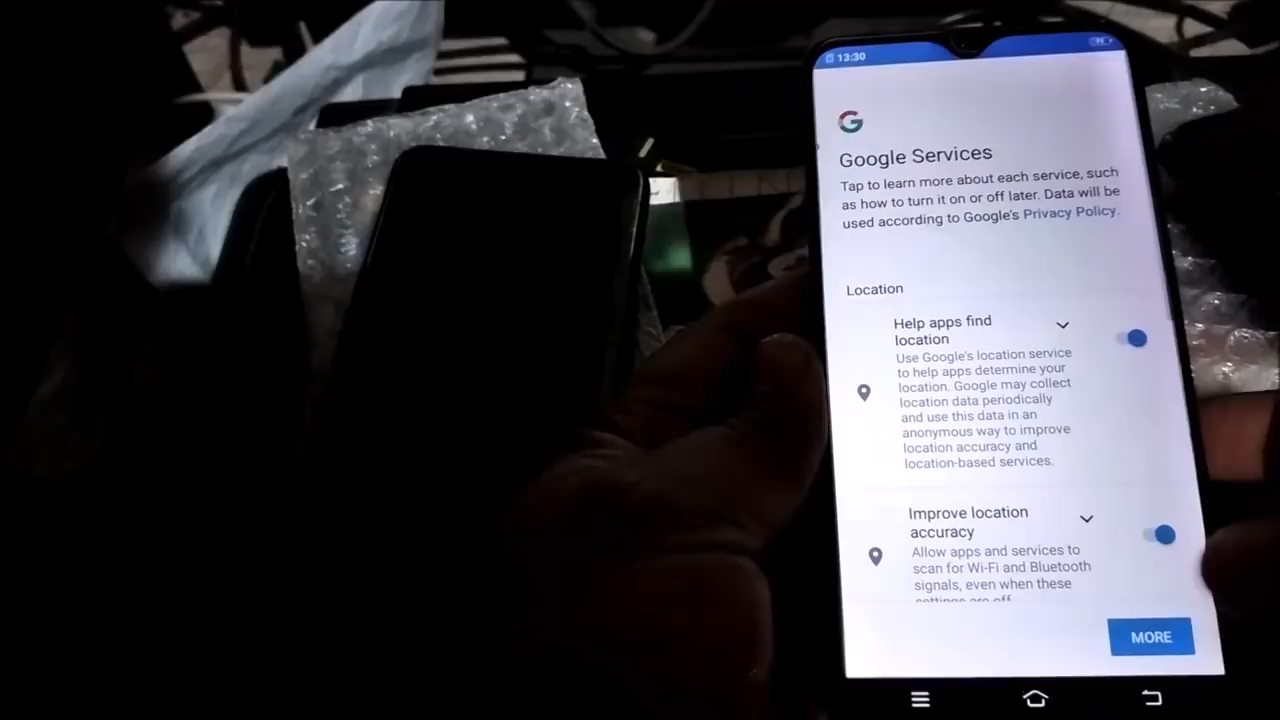 13:30
Google Services
Tap to learn more about each service, such
as how to turn it on or off later. Data will be
used according to Google's Privacy Policy.
Location
Help apps find
location
Use Google's location service
to help apps determine your
location. Google may collect
location data periodically
and use this data in an
anonymous way to improve
location accuracy and
location-based services.
Improve location
accuracy
Allow apps and services to
scan for Wi-Fi and Bluetooth
signals, even when these
settings are off.
MORE